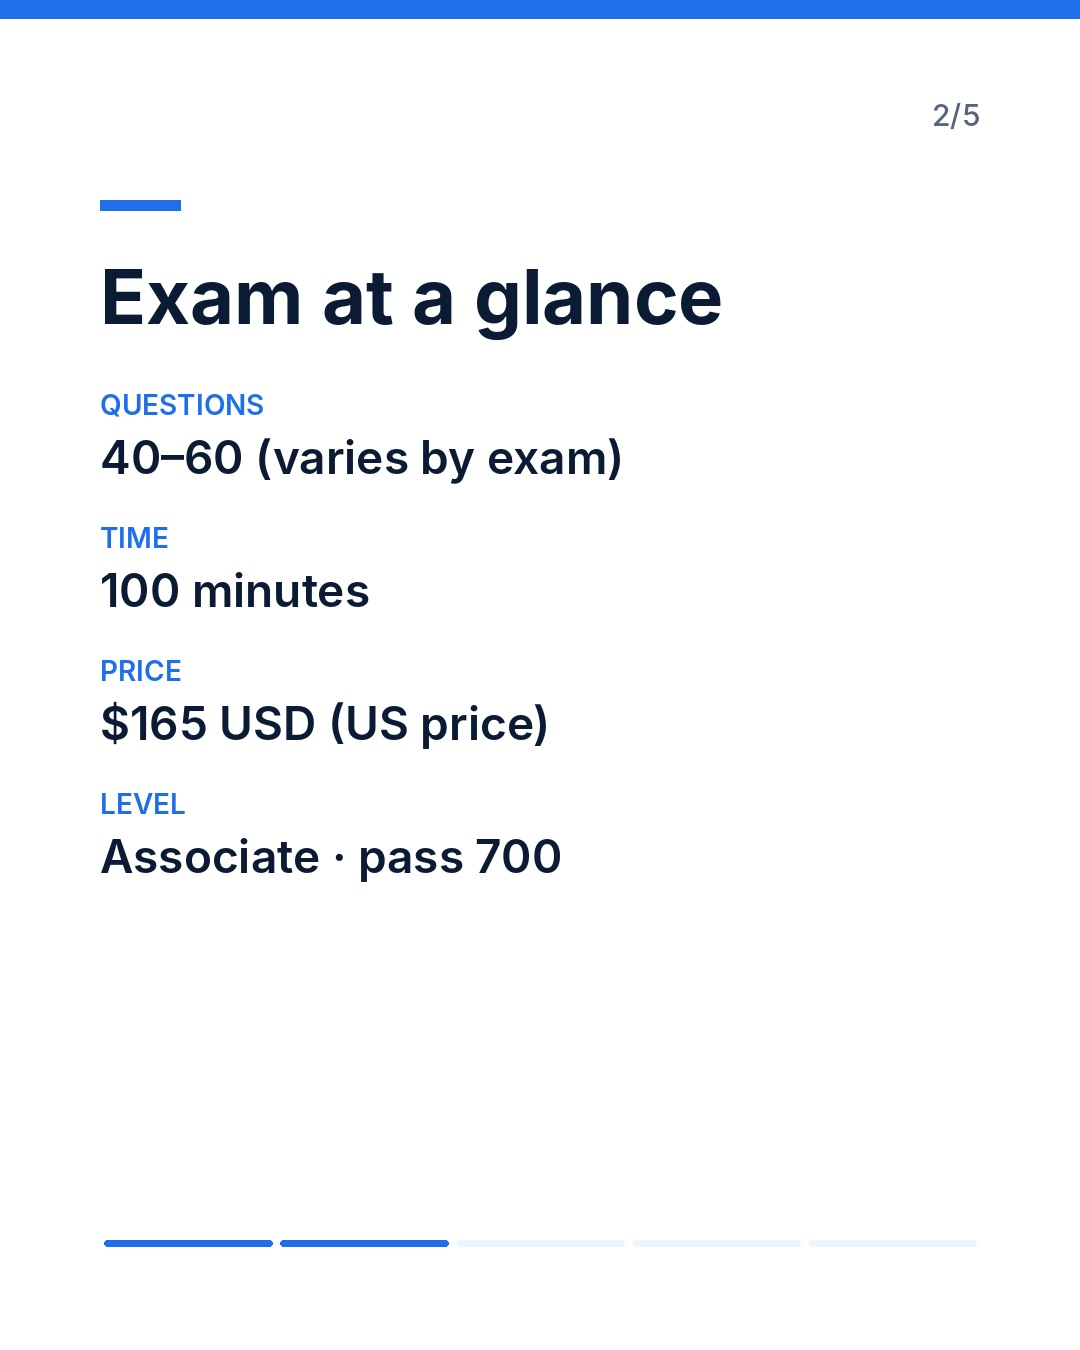 2/5
Exam at a glance
QUESTIONS
40–60 (varies by exam)
TIME
100 minutes
PRICE
$165 USD (US price)
LEVEL
Associate · pass 700